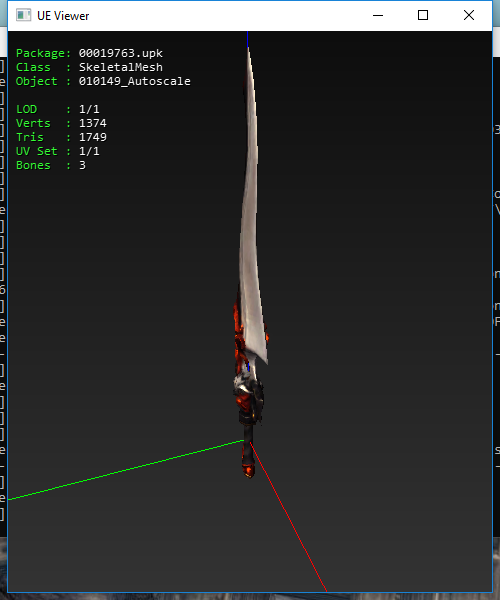 UE Viewer
Package: 00019763.upk
Class : SkeletalMesh
Object : 010149_Autoscale
LOD : 1/1
Verts : 1374
Tris : 1749
UV Set : 1/1
Bones : 3